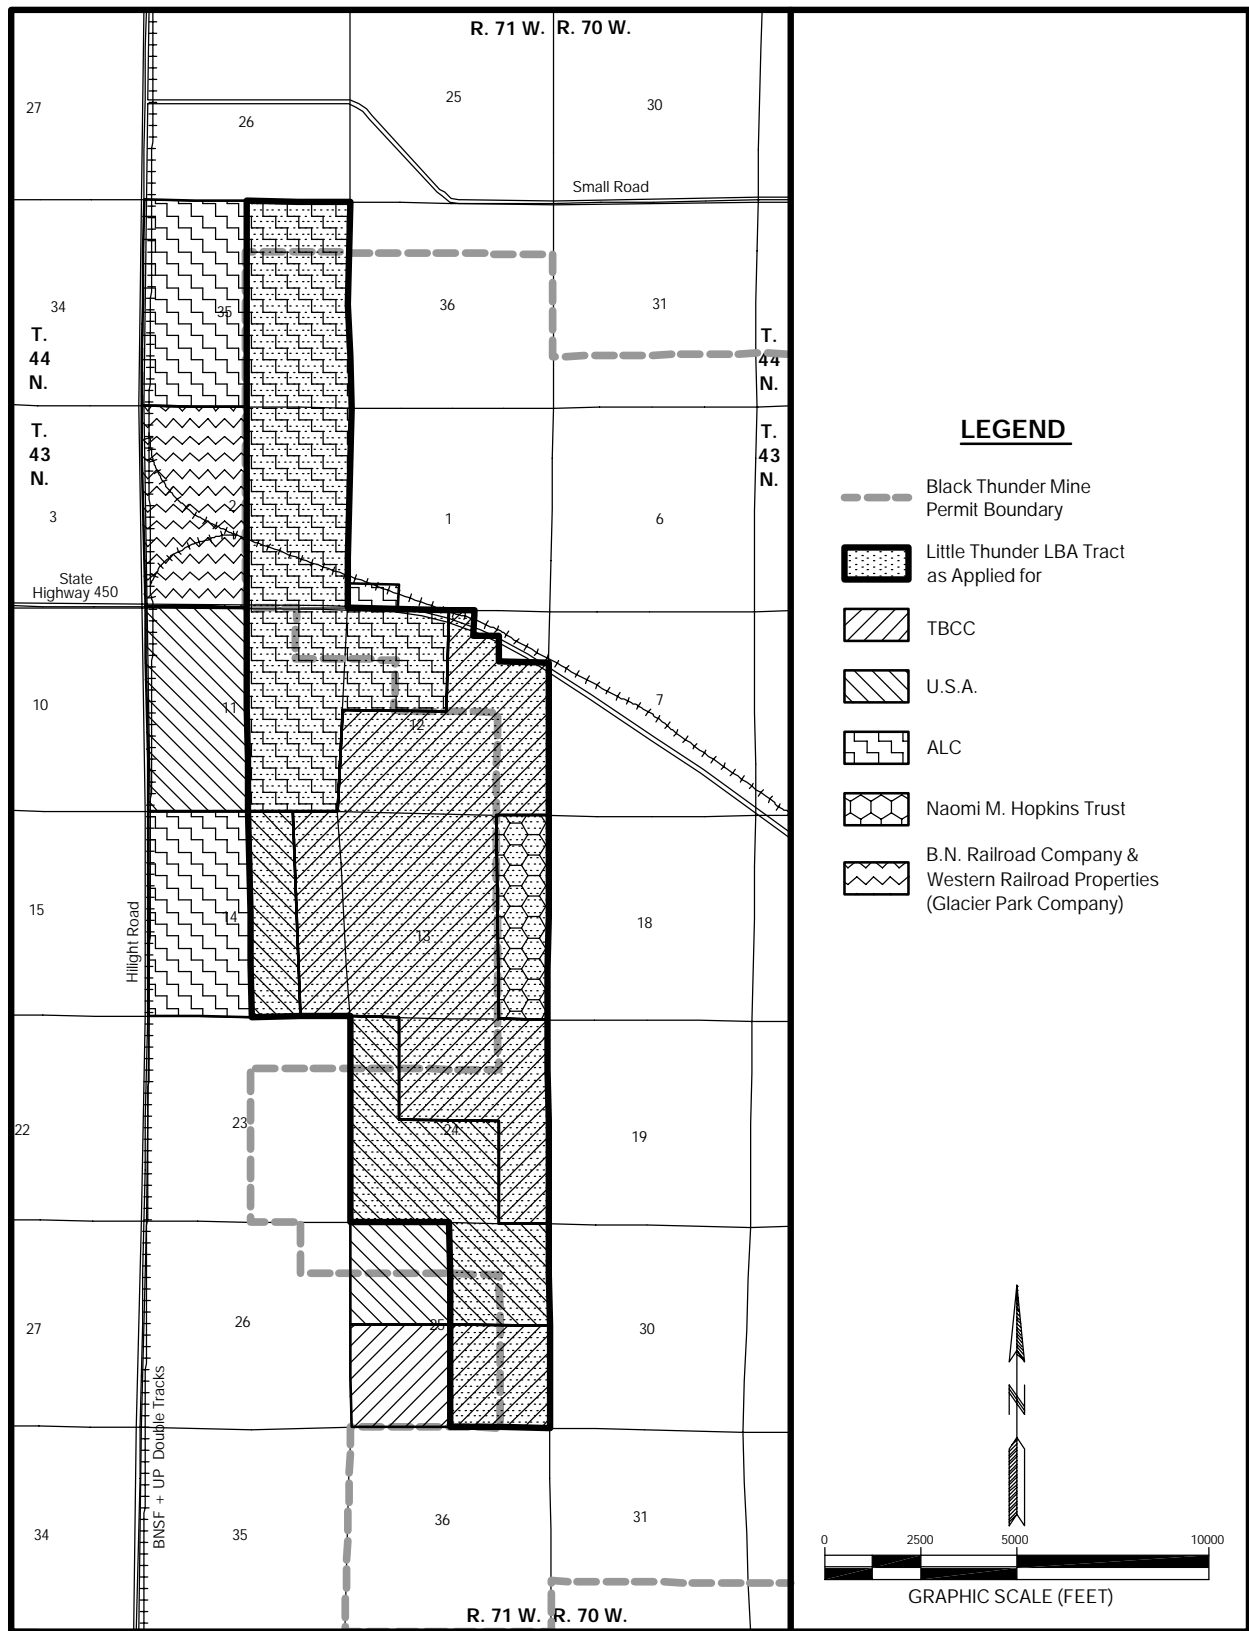 R. 71 W. R. 70 W.
27
26
25
30
Small Road
34
35
36
31
T.
44
N.
T.
44
N.
T.
43
N.
T.
43
N.
3
2
1
6
State
Highway 450
10
11
12
7
15
14
13
18
Hilight Road
22
23
24
19
27
26
25
30
BNSF + UP Double Tracks
34
35
36
31
R. 71 W. R. 70 W.
LEGEND
Black Thunder Mine
Permit Boundary
Little Thunder LBA Tract
as Applied for
TBCC
U.S.A.
ALC
Naomi M. Hopkins Trust
B.N. Railroad Company &
Western Railroad Properties
(Glacier Park Company)
N
0 2500 5000 10000
GRAPHIC SCALE (FEET)